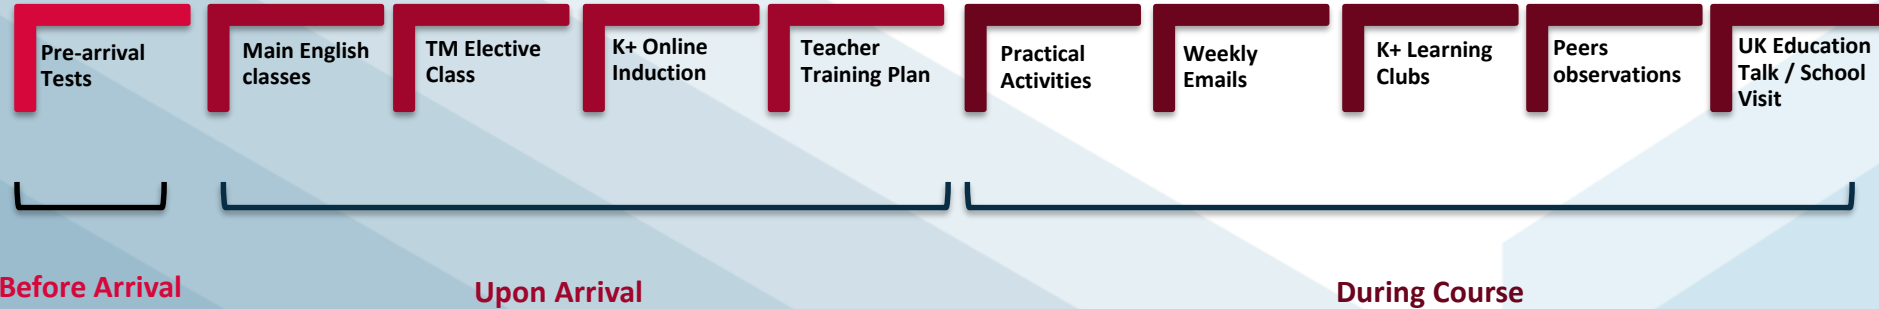 Pre-arrival
Tests
Main English
classes
TM Elective
Class
K+ Online
Induction
Teacher
Training Plan
Practical
Activities
Weekly
Emails
K+ Learning
Clubs
Peers
observations
UK Education
Talk / School
Visit
Before Arrival
Upon Arrival
During Course